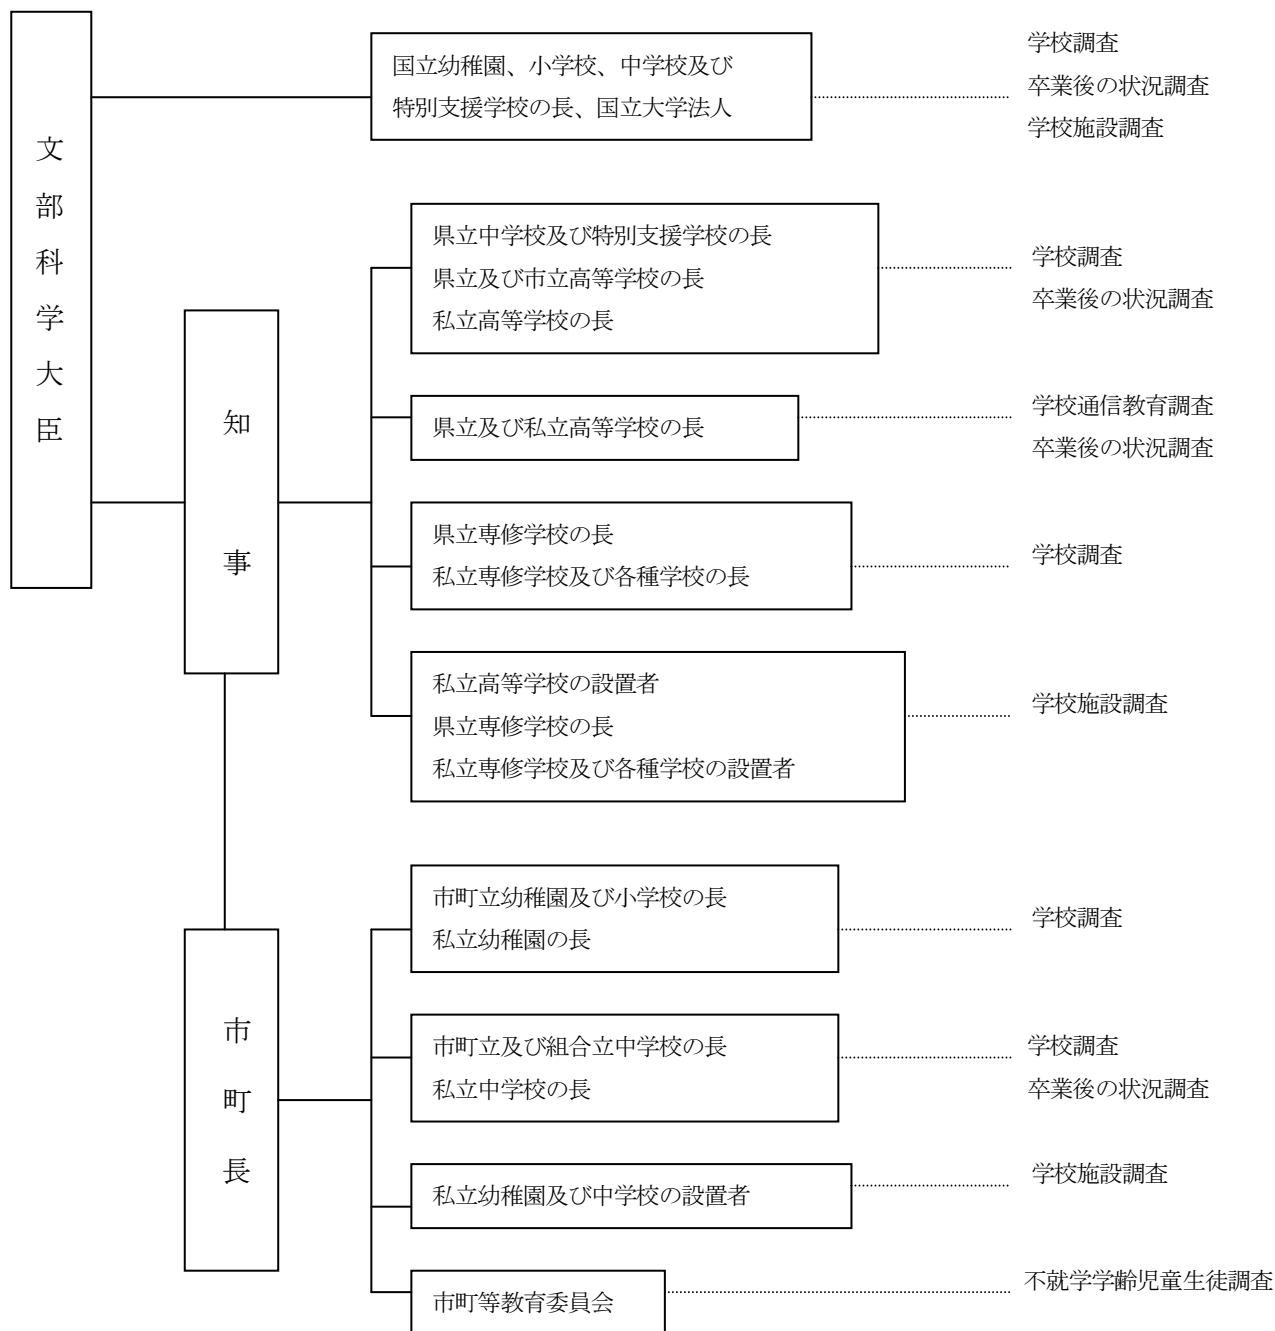 文部科学大臣
国立幼稚園、小学校、中学校及び
特別支援学校の長、国立大学法人
学校調査
卒業後の状況調査
学校施設調査
知事
県立中学校及び特別支援学校の長
県立及び市立高等学校の長
私立高等学校の長
学校調査
卒業後の状況調査
県立及び私立高等学校の長
学校通信教育調査
卒業後の状況調査
県立専修学校の長
私立専修学校及び各種学校の長
学校調査
私立高等学校の設置者
県立専修学校の長
私立専修学校及び各種学校の設置者
学校施設調査
市町長
市町立幼稚園及び小学校の長
私立幼稚園の長
学校調査
市町立及び組合立中学校の長
私立中学校の長
学校調査
卒業後の状況調査
私立幼稚園及び中学校の設置者
学校施設調査
市町等教育委員会
不就学学齢児童生徒調査